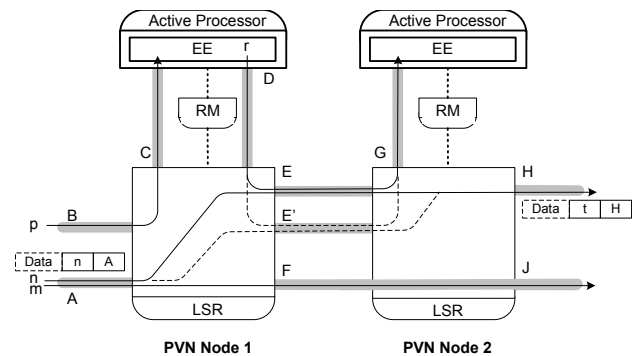 Active Processor
Active Processor
EE
r
EE
D
RM
RM
C
E
G
H
B
p
E'
Data t H
Data n A
n
m
A
F
J
LSR
LSR
PVN Node 1
PVN Node 2